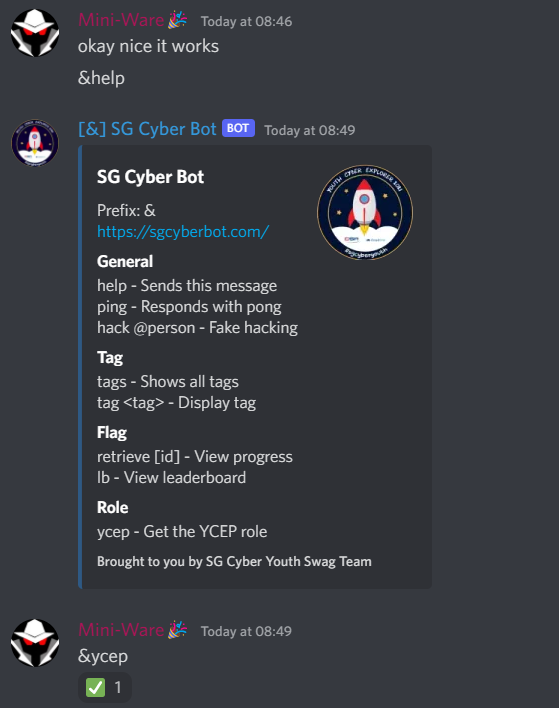 Mini-Ware 🎉 Today at 08:46
okay nice it works
&help
[&] SG Cyber Bot BOT Today at 08:49
SG Cyber Bot
Prefix: &
https://sgcyberbot.com/
General
help - Sends this message
ping - Responds with pong
hack @person - Fake hacking
Tag
tags - Shows all tags
tag <tag> - Display tag
Flag
retrieve [id] - View progress
lb - View leaderboard
Role
ycep - Get the YCEP role
Brought to you by SG Cyber Youth Swag Team
YOUTH CYBER EXPLORER
@sgcyberyouth
Mini-Ware 🎉 Today at 08:49
&ycep
✅ 1